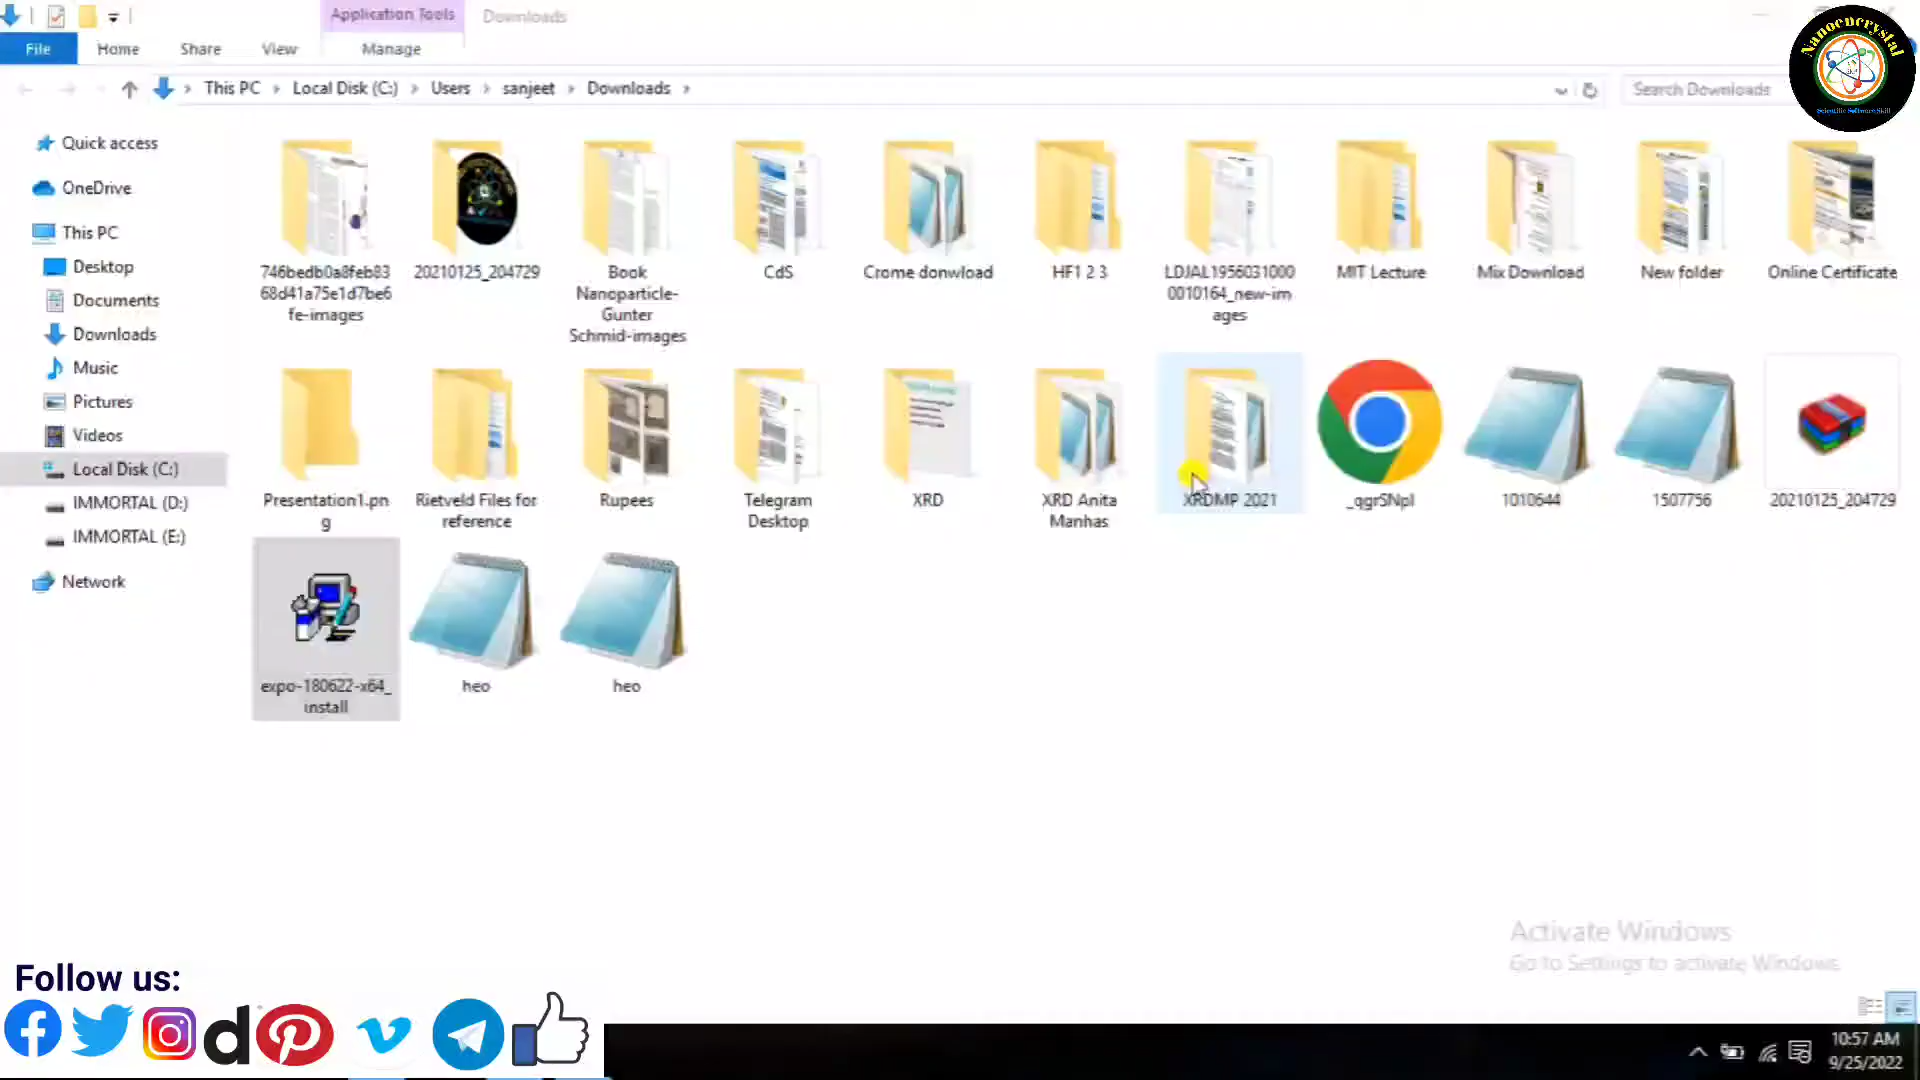 Application Tools
Downloads
File
Home
Share
View
Manage
This PC
Local Disk (C:)
Users
sanjeet
Downloads
Search Downloads
Nanoencrystal
Scientific Software Skill
Quick access
OneDrive
This PC
Desktop
Documents
Downloads
Music
Pictures
Videos
Local Disk (C:)
IMMORTAL (D:)
IMMORTAL (E:)
Network
746bedb0a8feb83
68d41a75e1d7be6
fe-images
20210125_204729
Book
Nanoparticle-
Gunter
Schmid-images
CdS
Crome donwload
HF1 2 3
LDJAL1956031000
0010164_new-im
ages
MIT Lecture
Mix Download
New folder
Online Certificate
Presentation1.pn
g
Rietveld Files for
reference
Rupees
Telegram
Desktop
XRD
XRD Anita
Manhas
XRDMP 2021
_qgrSNpI
1010644
1507756
20210125_204729
expo-180622-x64_
install
heo
heo
Activate Windows
Go to Settings to activate Windows.
Follow us:
10:57 AM
9/25/2022